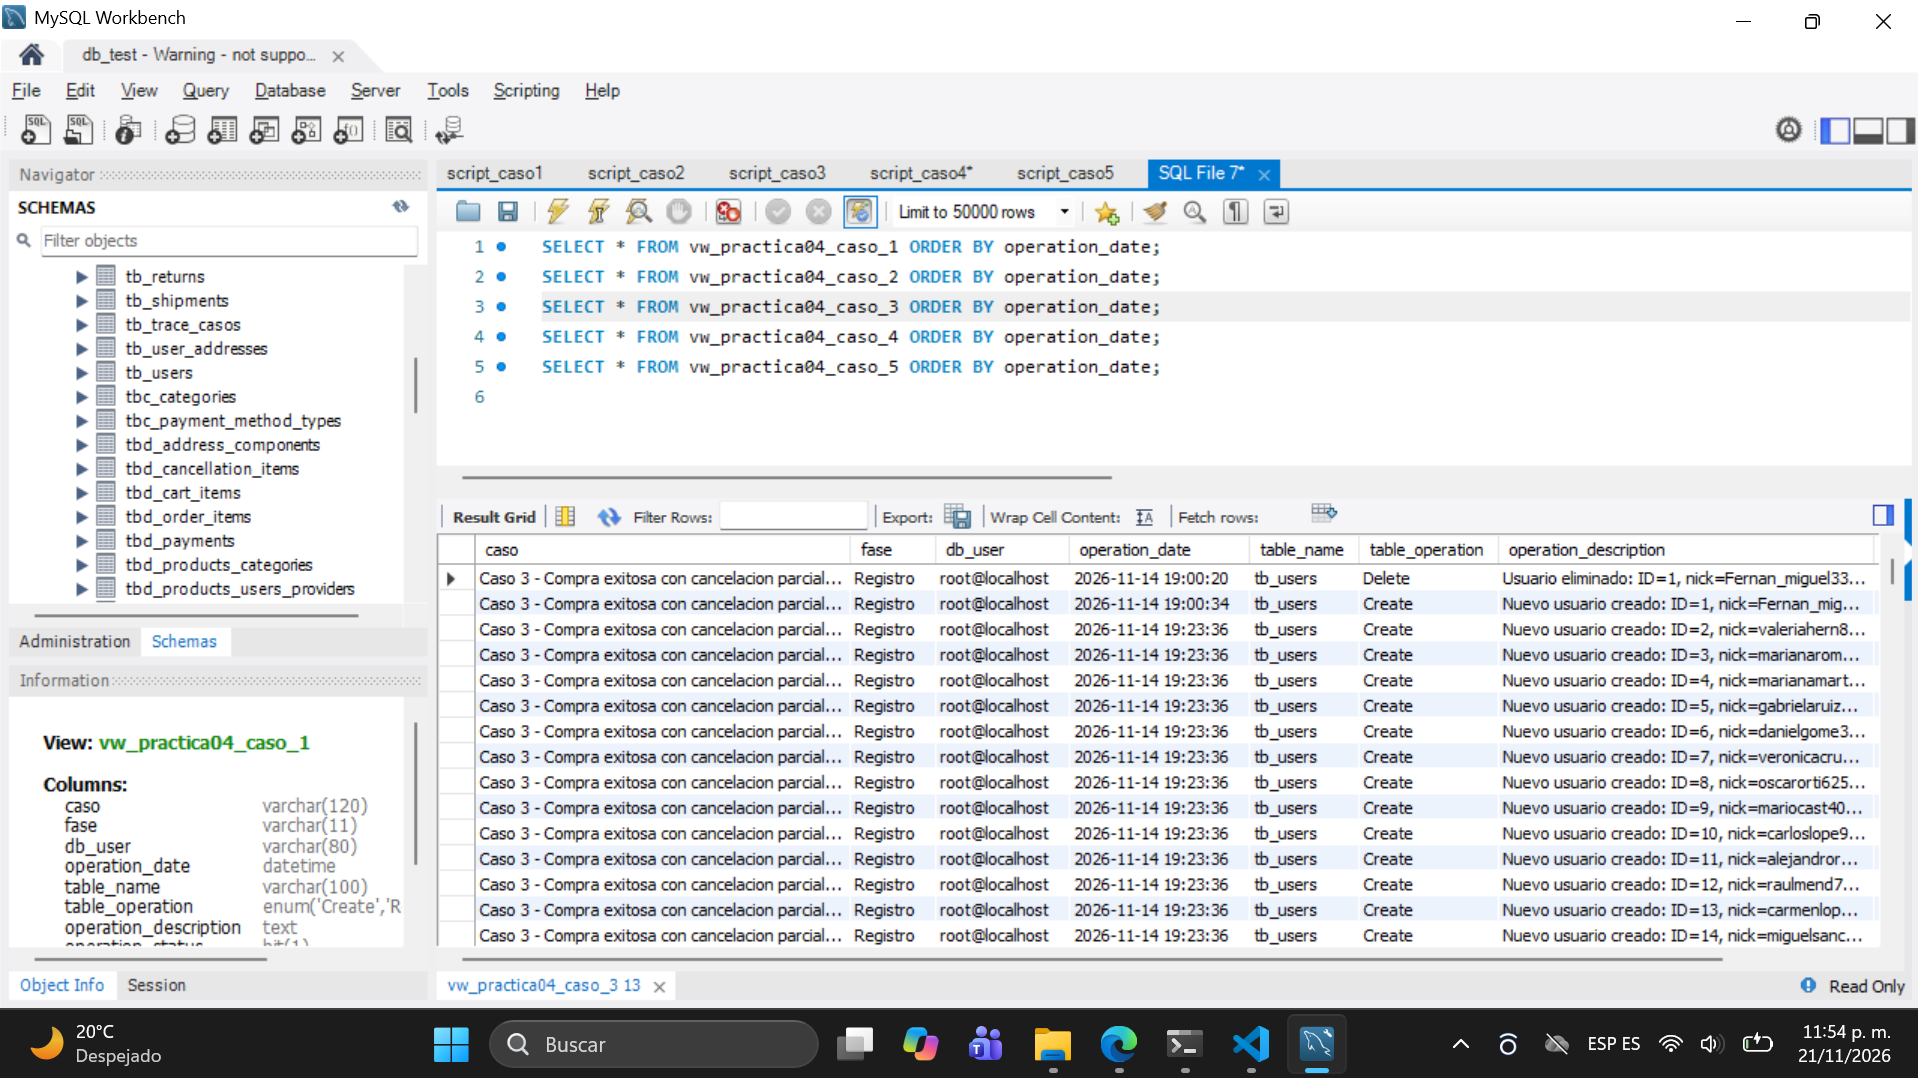 MySQL Workbench
db_test - Warning - not suppo...
File Edit View Query Database Server Tools Scripting Help
Navigator
SCHEMAS
Filter objects
tb_returns
tb_shipments
tb_trace_casos
tb_user_addresses
tb_users
tbc_categories
tbc_payment_method_types
tbd_address_components
tbd_cancellation_items
tbd_cart_items
tbd_order_items
tbd_payments
tbd_products_categories
tbd_products_users_providers
Administration Schemas
Information
View: vw_practica04_caso_1
Columns:
caso varchar(120)
fase varchar(11)
db_user varchar(80)
operation_date datetime
table_name varchar(100)
table_operation enum('Create','R
operation_description text
operation_status bit(1)
Object Info Session
script_caso1 script_caso2 script_caso3 script_caso4* script_caso5 SQL File 7*
Limit to 50000 rows
1 SELECT * FROM vw_practica04_caso_1 ORDER BY operation_date;
2 SELECT * FROM vw_practica04_caso_2 ORDER BY operation_date;
3 SELECT * FROM vw_practica04_caso_3 ORDER BY operation_date;
4 SELECT * FROM vw_practica04_caso_4 ORDER BY operation_date;
5 SELECT * FROM vw_practica04_caso_5 ORDER BY operation_date;
6
Result Grid Filter Rows: Export: Wrap Cell Content: Fetch rows:
caso fase db_user operation_date table_name table_operation operation_description
Caso 3 - Compra exitosa con cancelacion parcial... Registro root@localhost 2026-11-14 19:00:20 tb_users Delete Usuario eliminado: ID=1, nick=Fernan_miguel33...
Caso 3 - Compra exitosa con cancelacion parcial... Registro root@localhost 2026-11-14 19:00:34 tb_users Create Nuevo usuario creado: ID=1, nick=Fernan_mig...
Caso 3 - Compra exitosa con cancelacion parcial... Registro root@localhost 2026-11-14 19:23:36 tb_users Create Nuevo usuario creado: ID=2, nick=valeriahern8...
Caso 3 - Compra exitosa con cancelacion parcial... Registro root@localhost 2026-11-14 19:23:36 tb_users Create Nuevo usuario creado: ID=3, nick=marianarom...
Caso 3 - Compra exitosa con cancelacion parcial... Registro root@localhost 2026-11-14 19:23:36 tb_users Create Nuevo usuario creado: ID=4, nick=marianamart...
Caso 3 - Compra exitosa con cancelacion parcial... Registro root@localhost 2026-11-14 19:23:36 tb_users Create Nuevo usuario creado: ID=5, nick=gabrielaruiz...
Caso 3 - Compra exitosa con cancelacion parcial... Registro root@localhost 2026-11-14 19:23:36 tb_users Create Nuevo usuario creado: ID=6, nick=danielgome3...
Caso 3 - Compra exitosa con cancelacion parcial... Registro root@localhost 2026-11-14 19:23:36 tb_users Create Nuevo usuario creado: ID=7, nick=veronicacru...
Caso 3 - Compra exitosa con cancelacion parcial... Registro root@localhost 2026-11-14 19:23:36 tb_users Create Nuevo usuario creado: ID=8, nick=oscarorti625...
Caso 3 - Compra exitosa con cancelacion parcial... Registro root@localhost 2026-11-14 19:23:36 tb_users Create Nuevo usuario creado: ID=9, nick=mariocast40...
Caso 3 - Compra exitosa con cancelacion parcial... Registro root@localhost 2026-11-14 19:23:36 tb_users Create Nuevo usuario creado: ID=10, nick=carloslope9...
Caso 3 - Compra exitosa con cancelacion parcial... Registro root@localhost 2026-11-14 19:23:36 tb_users Create Nuevo usuario creado: ID=11, nick=alejandror...
Caso 3 - Compra exitosa con cancelacion parcial... Registro root@localhost 2026-11-14 19:23:36 tb_users Create Nuevo usuario creado: ID=12, nick=raulmend7...
Caso 3 - Compra exitosa con cancelacion parcial... Registro root@localhost 2026-11-14 19:23:36 tb_users Create Nuevo usuario creado: ID=13, nick=carmenlop...
Caso 3 - Compra exitosa con cancelacion parcial... Registro root@localhost 2026-11-14 19:23:36 tb_users Create Nuevo usuario creado: ID=14, nick=miguelsanc...
vw_practica04_caso_3 13
Read Only
20°C
Despejado
Buscar
ESP ES
11:54 p. m.
21/11/2026